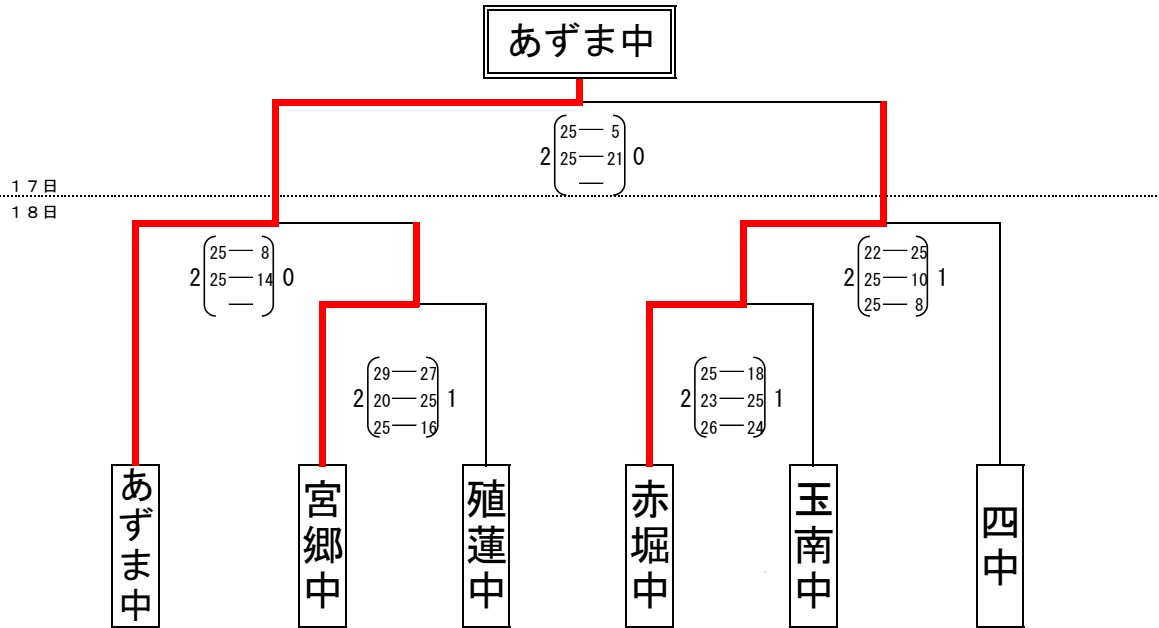 あずま中
25 — 5
2 25 — 21 0
—
１７日
１８日
25 — 8
2 25 — 14 0
—
22 — 25
2 25 — 10 1
25 — 8
29 — 27
2 20 — 25 1
25 — 16
25 — 18
2 23 — 25 1
26 — 24
あずま中
宮郷中
殖蓮中
赤堀中
玉南中
四中